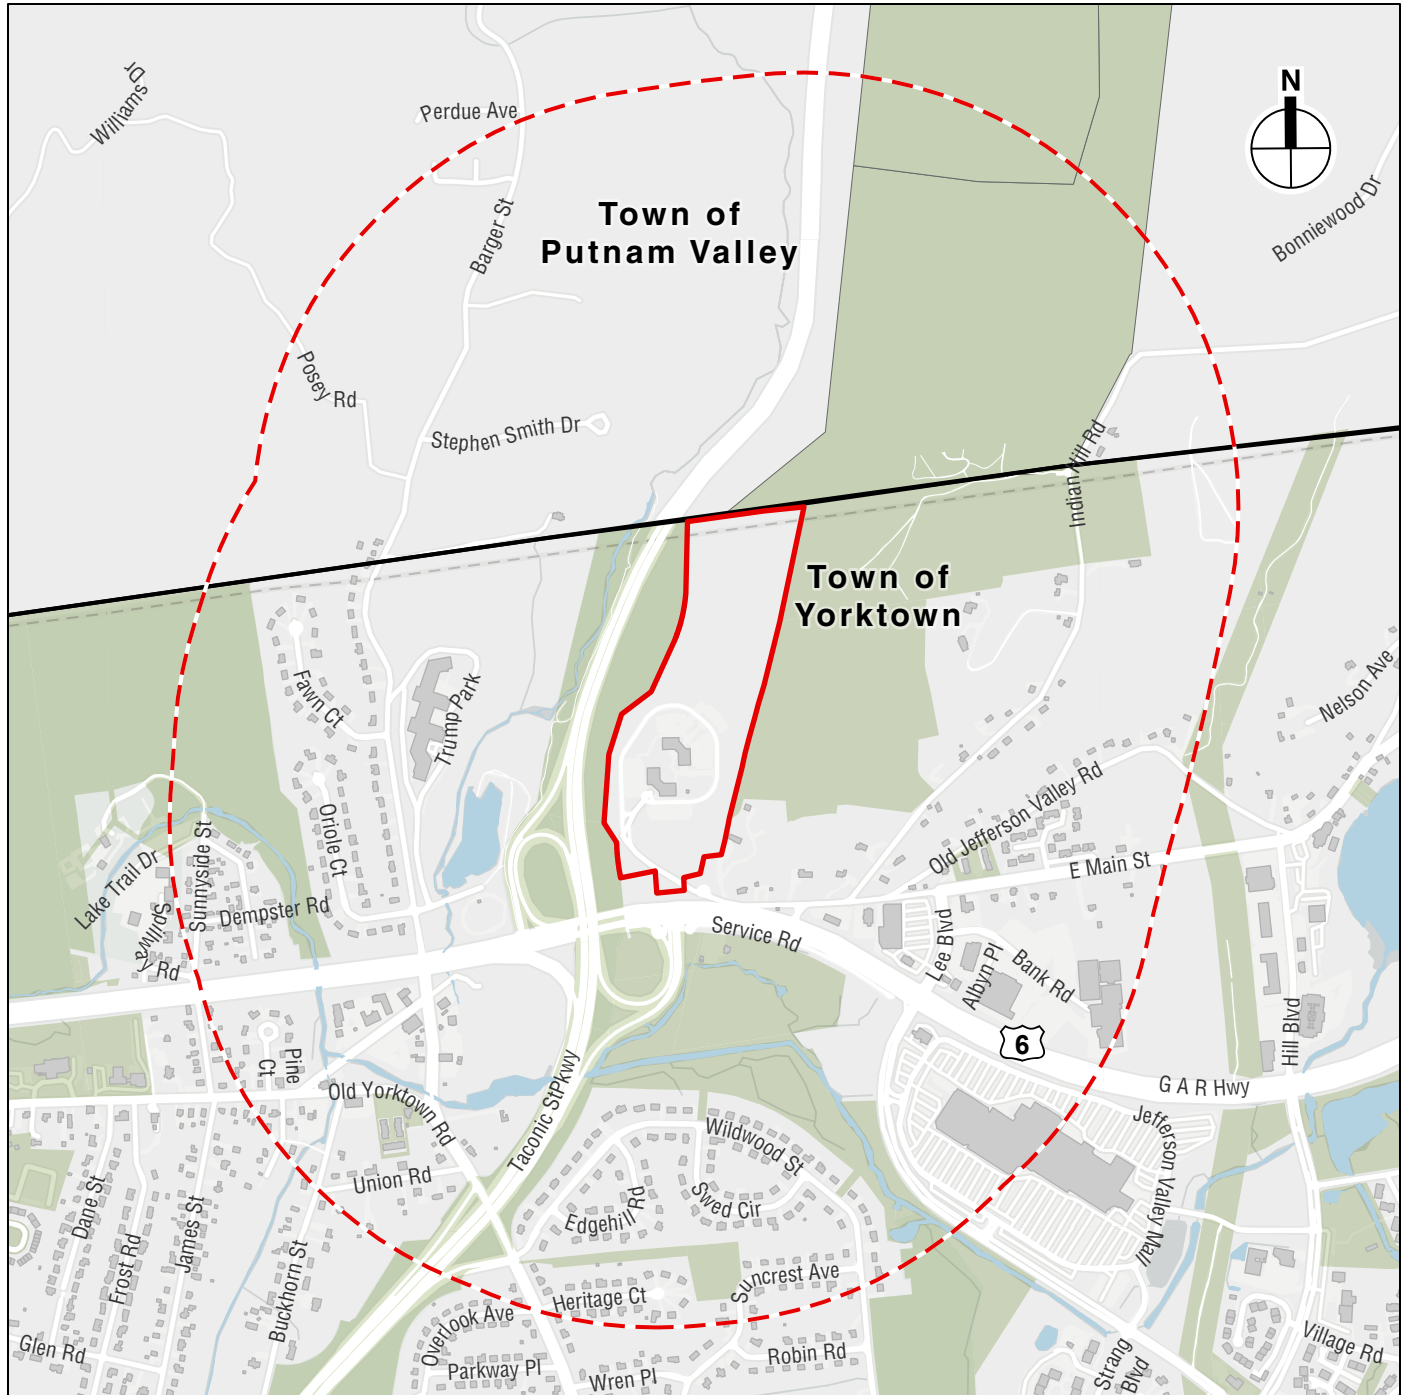 N
Williams Dr
Perdue Ave
Bonniewood Dr
Town of
Putnam Valley
Barger St
Posey Rd
Stephen Smith Dr
Indian Hill Rd
Town of
Yorktown
Fawn Ct
Trump Park
Nelson Ave
Oriole Ct
Old Jefferson Valley Rd
E Main St
Lake Trail Dr
Sunnyside St
Dempster Rd
Spillway Rd
Service Rd
Lee Blvd
Albyn Pl
Bank Rd
6
Hill Blvd
G A R Hwy
Pine
Ct
Old Yorktown Rd
Taconic StPkwy
Wildwood St
Jefferson Valley Mall
Union Rd
Swed Cir
Edgehill Rd
Dane St
Frost Rd
James St
Buckhorn St
Suncrest Ave
Heritage Ct
Overlook Ave
Glen Rd
Parkway Pl
Wren Pl
Robin Rd
Strang
Blvd
Village Rd